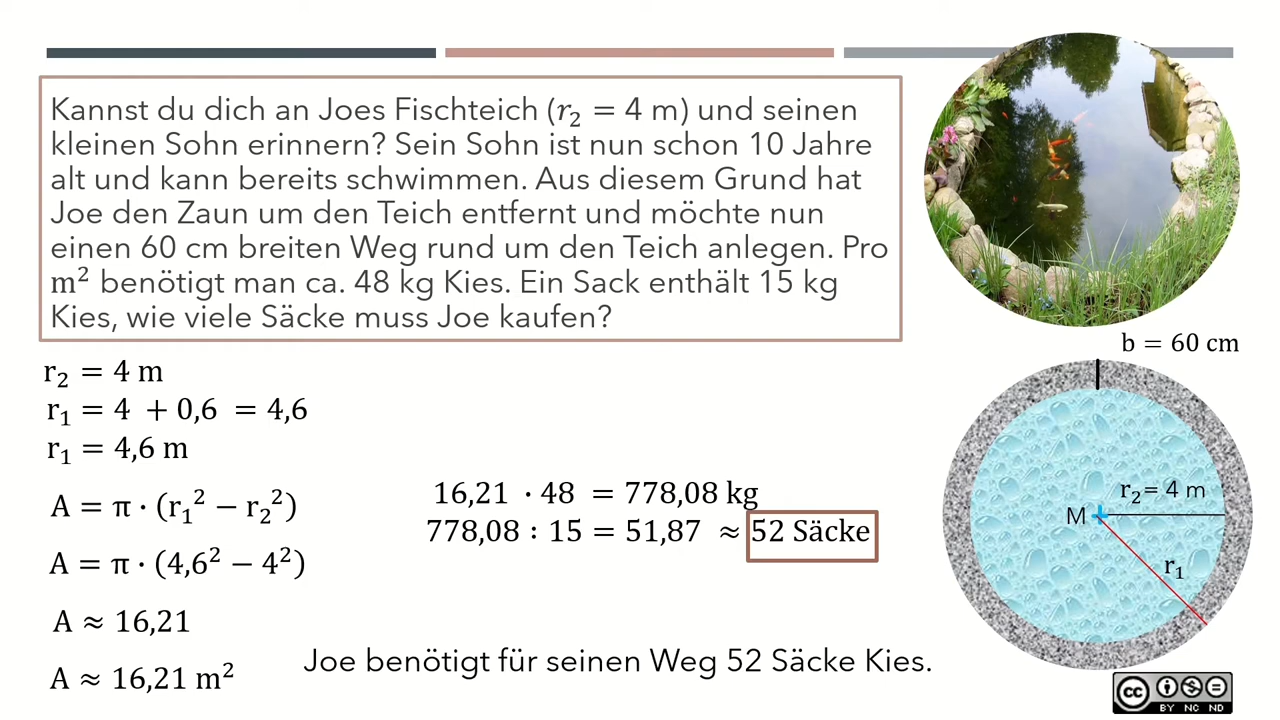 Kannst du dich an Joes Fischteich (r₂ = 4 m) und seinen
kleinen Sohn erinnern? Sein Sohn ist nun schon 10 Jahre
alt und kann bereits schwimmen. Aus diesem Grund hat
Joe den Zaun um den Teich entfernt und möchte nun
einen 60 cm breiten Weg rund um den Teich anlegen. Pro
m² benötigt man ca. 48 kg Kies. Ein Sack enthält 15 kg
Kies, wie viele Säcke muss Joe kaufen?
b = 60 cm
r₂ = 4 m
r₁ = 4 + 0,6 = 4,6
r₁ = 4,6 m
A = π · (r₁² − r₂²)
A = π · (4,6² − 4²)
A ≈ 16,21
A ≈ 16,21 m²
16,21 · 48 = 778,08 kg
778,08 : 15 = 51,87 ≈ 52 Säcke
Joe benötigt für seinen Weg 52 Säcke Kies.
r₂= 4 m
M
r₁
cc
BY NC ND